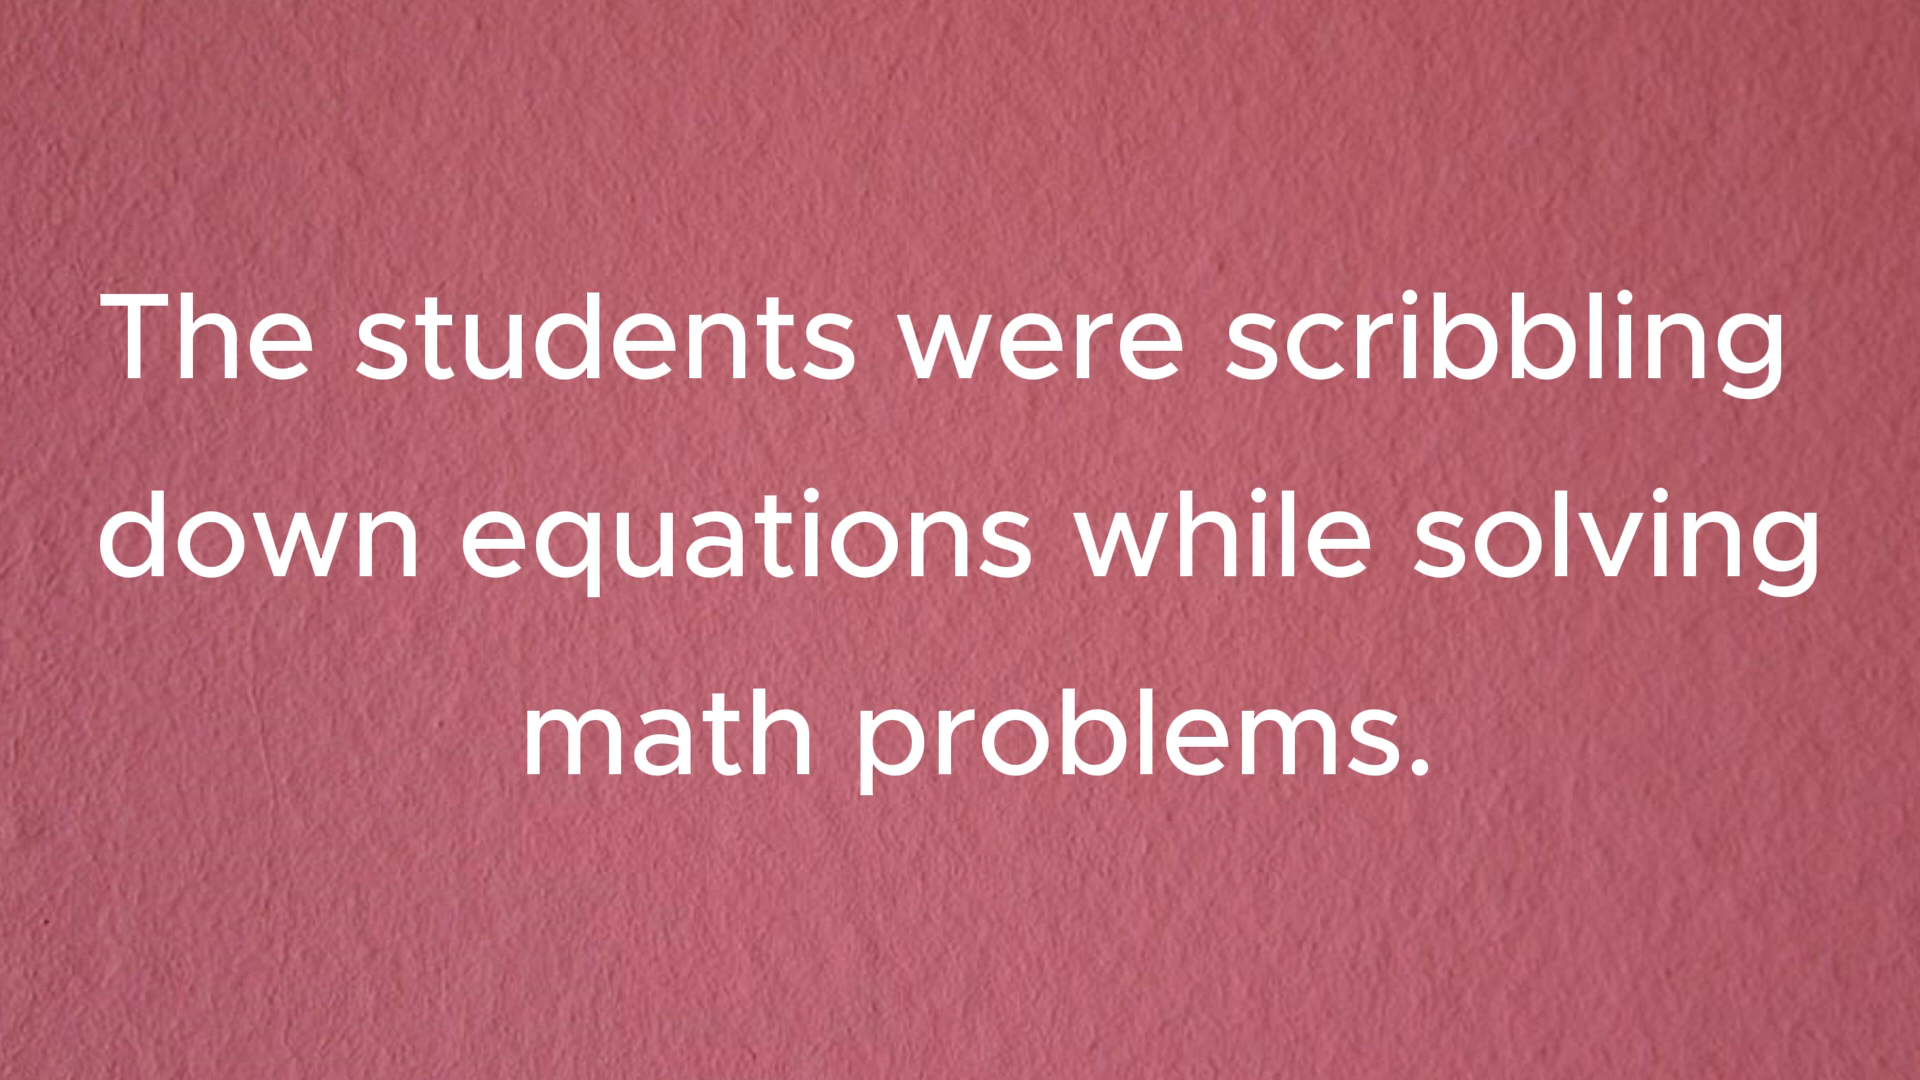 The students were scribbling
down equations while solving
math problems.